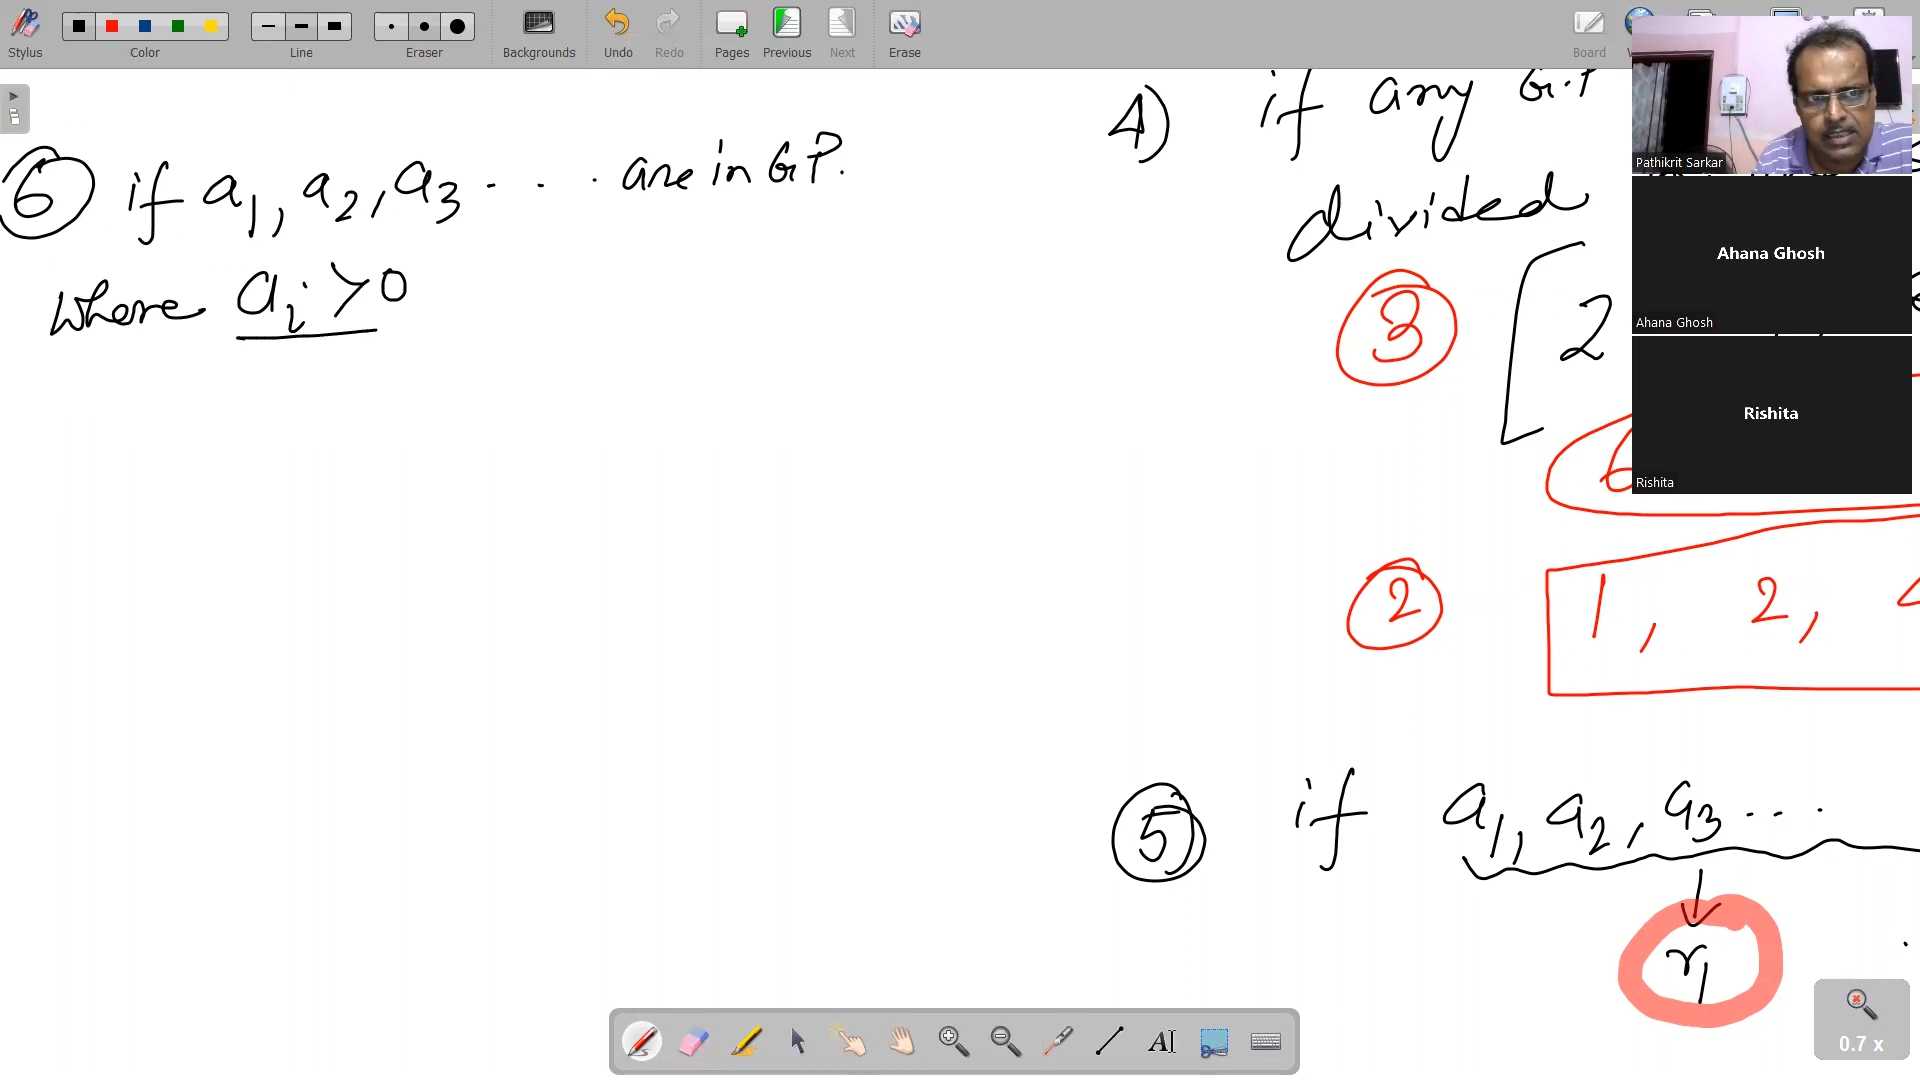 Stylus
Color
Line
Eraser
Backgrounds
Undo
Redo
Pages
Previous
Next
Erase
Board
6 if a1, a2, a3 . . . . are in G.P.
where ai > 0
4) if any G.P
divided
3 [ 2
6
2 1, 2,
5 if a1, a2, a3 . . . .
r1
Pathikrit Sarkar
Ahana Ghosh
Ahana Ghosh
Rishita
Rishita
AI
0.7 x